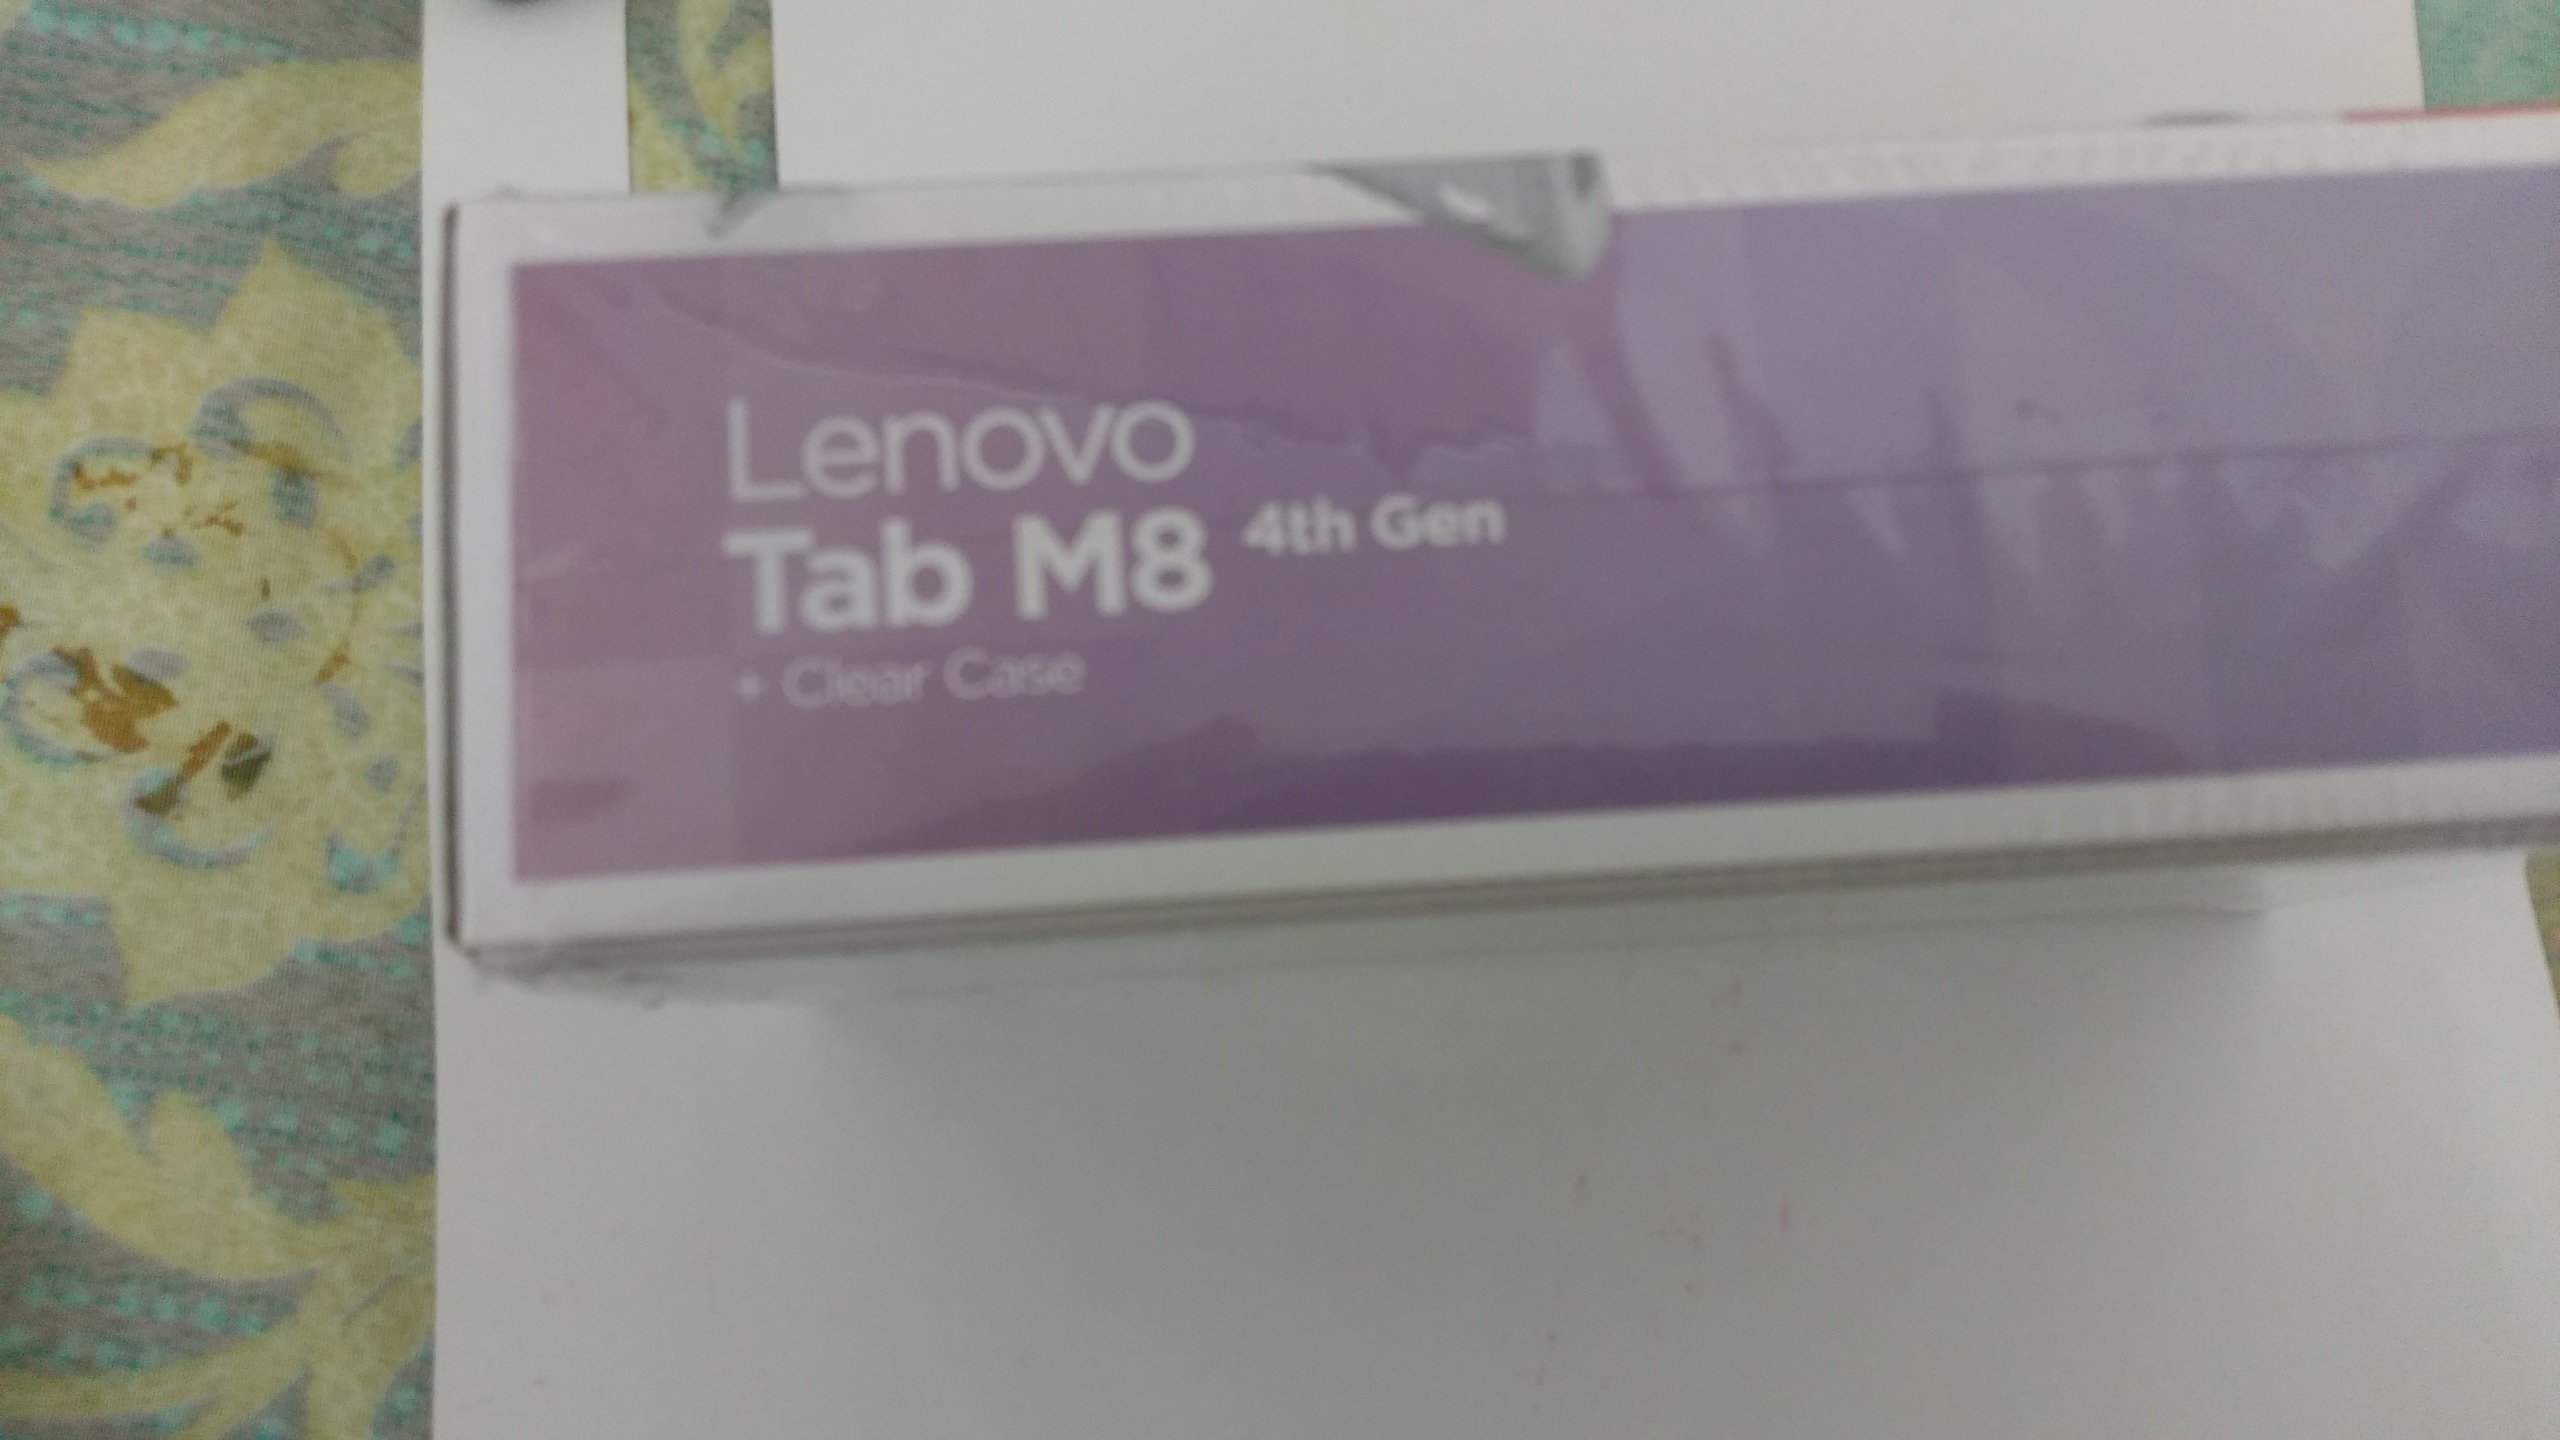 Lenovo
Tab M8 4th Gen
+ Clear Case